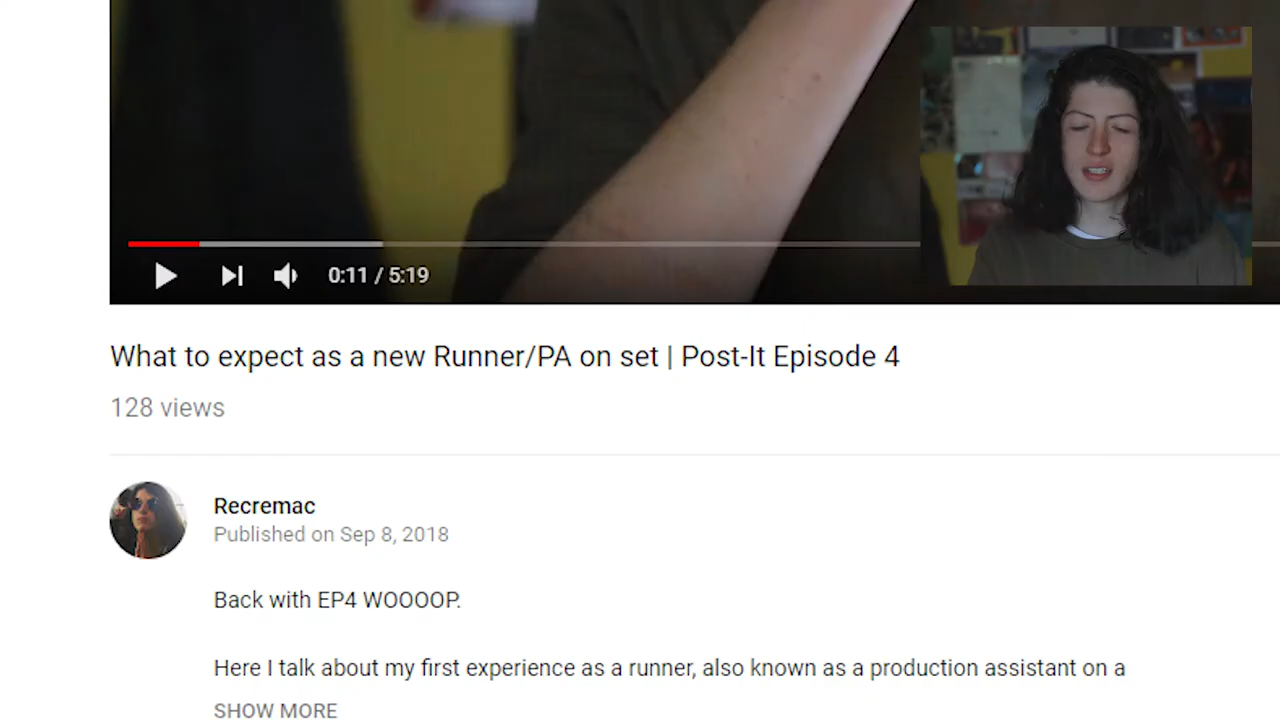 0:11 / 5:19
What to expect as a new Runner/PA on set | Post-It Episode 4
128 views
Recremac
Published on Sep 8, 2018
Back with EP4 WOOOOP.
Here I talk about my first experience as a runner, also known as a production assistant on a
SHOW MORE